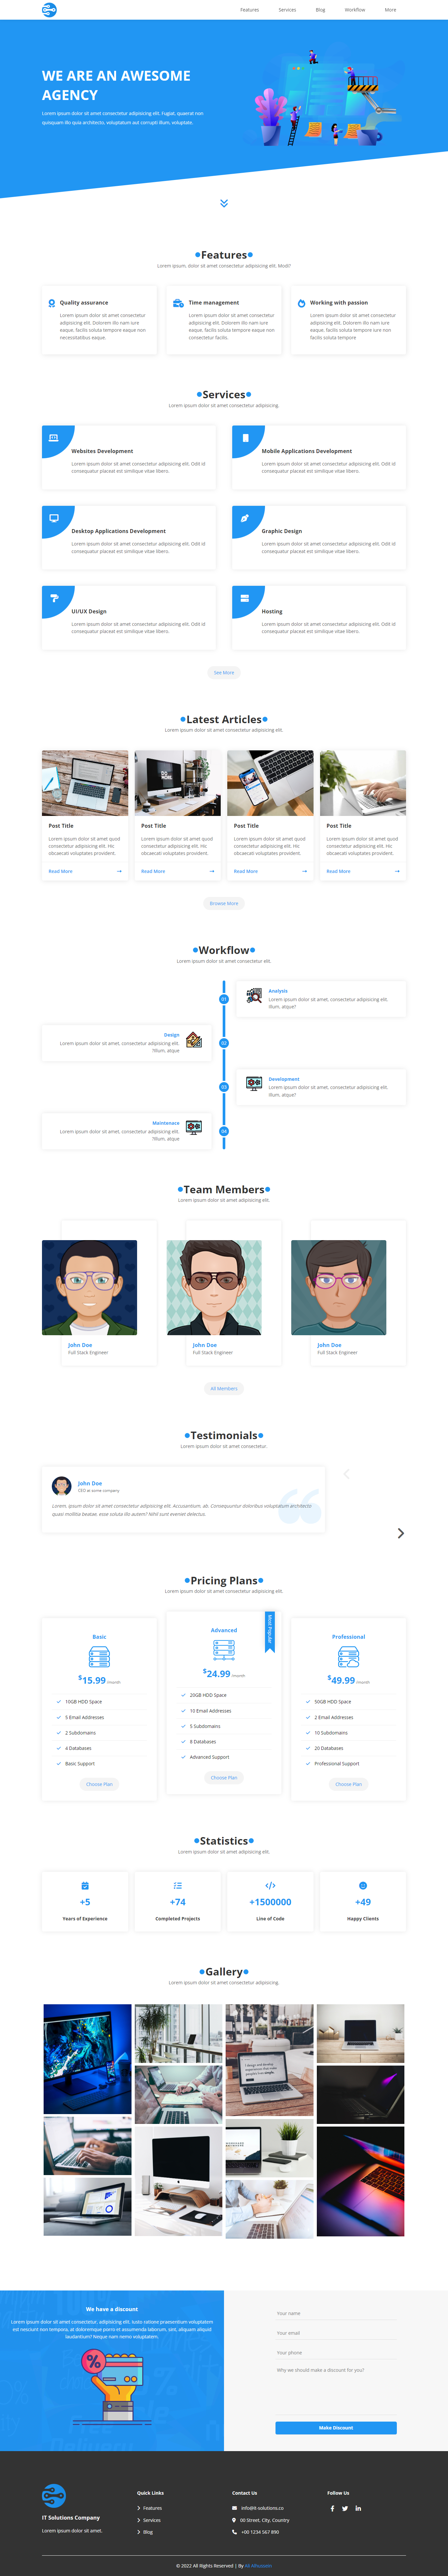 Features
Services
Blog
Workflow
More
WE ARE AN AWESOME
AGENCY
Lorem ipsum dolor sit amet consectetur adipisicing elit. Fugiat, quaerat non
quisquam illo quia architecto, voluptatum aut corrupti illum, voluptate.
Features
Lorem ipsum, dolor sit amet consectetur adipisicing elit. Modi?
Quality assurance
Lorem ipsum dolor sit amet consectetur
adipisicing elit. Dolorem illo nam iure
eaque, facilis soluta tempore eaque non
necessitatibus eaque.
Time management
Lorem ipsum dolor sit amet consectetur
adipisicing elit. Dolorem illo nam iure
eaque, facilis soluta tempore eaque non
consectetur facilis.
Working with passion
Lorem ipsum dolor sit amet consectetur
adipisicing elit. Dolorem illo nam iure
eaque, facilis soluta tempore iure non
facilis soluta tempore
Services
Lorem ipsum dolor sit amet consectetur adipisicing.
Websites Development
Lorem ipsum dolor sit amet consectetur adipisicing elit. Odit id
consequatur placeat est similique vitae libero.
Mobile Applications Development
Lorem ipsum dolor sit amet consectetur adipisicing elit. Odit id
consequatur placeat est similique vitae libero.
Desktop Applications Development
Lorem ipsum dolor sit amet consectetur adipisicing elit. Odit id
consequatur placeat est similique vitae libero.
Graphic Design
Lorem ipsum dolor sit amet consectetur adipisicing elit. Odit id
consequatur placeat est similique vitae libero.
UI/UX Design
Lorem ipsum dolor sit amet consectetur adipisicing elit. Odit id
consequatur placeat est similique vitae libero.
Hosting
Lorem ipsum dolor sit amet consectetur adipisicing elit. Odit id
consequatur placeat est similique vitae libero.
See More
Latest Articles
Lorem ipsum dolor sit amet consectetur adipisicing elit.
Post Title
Lorem ipsum dolor sit amet quod
consectetur adipisicing elit. Hic
obcaecati voluptates provident.
Read More
Post Title
Lorem ipsum dolor sit amet quod
consectetur adipisicing elit. Hic
obcaecati voluptates provident.
Read More
Post Title
Lorem ipsum dolor sit amet quod
consectetur adipisicing elit. Hic
obcaecati voluptates provident.
Read More
Post Title
Lorem ipsum dolor sit amet quod
consectetur adipisicing elit. Hic
obcaecati voluptates provident.
Read More
Browse More
Workflow
Lorem ipsum dolor sit amet consectetur elit.
01
Analysis
Lorem ipsum dolor sit amet, consectetur adipisicing elit.
Illum, atque?
02
Design
Lorem ipsum dolor sit amet, consectetur adipisicing elit.
?Illum, atque
03
Development
Lorem ipsum dolor sit amet, consectetur adipisicing elit.
Illum, atque?
04
Maintenace
Lorem ipsum dolor sit amet, consectetur adipisicing elit.
?Illum, atque
Team Members
Lorem ipsum dolor sit amet consectetur adipisicing elit.
John Doe
Full Stack Engineer
John Doe
Full Stack Engineer
John Doe
Full Stack Engineer
All Members
Testimonials
Lorem ipsum dolor sit amet consectetur.
John Doe
CEO at some company
Lorem, ipsum dolor sit amet consectetur adipisicing elit. Accusantium, ab. Consequuntur doloribus voluptatum architecto
quasi mollitia beatae, esse soluta illo autem? Nihil sunt eveniet delectus.
Pricing Plans
Lorem ipsum dolor sit amet consectetur adipisicing elit.
Basic
$15.99 /month
10GB HDD Space
5 Email Addresses
2 Subdomains
4 Databases
Basic Support
Choose Plan
Most Popular
Advanced
$24.99 /month
20GB HDD Space
10 Email Addresses
5 Subdomains
8 Databases
Advanced Support
Choose Plan
Professional
$49.99 /month
50GB HDD Space
2 Email Addresses
10 Subdomains
20 Databases
Professional Support
Choose Plan
Statistics
Lorem ipsum dolor sit amet adipisicing elit.
+5
Years of Experience
+74
Completed Projects
+1500000
Line of Code
+49
Happy Clients
Gallery
Lorem ipsum dolor sit amet consectetur adipisicing.
We have a discount
Lorem ipsum dolor sit amet consectetur, adipisicing elit. Iusto ratione praesentium voluptatem
est nesciunt non tempora, at doloremque porro incidunt et assumenda laborum, sint, aliquam aliquid
laudantium? Neque nam nemo voluptatem.
Your name
Your email
Your phone
Why we should make a discount for you?
Make Discount
IT Solutions Company
Lorem ipsum dolor sit amet.
Quick Links
Features
Services
Blog
Contact Us
info@it-solutions.co
00 Street, City, Country
+00 1234 567 890
Follow Us
© 2022 All Rights Reserved | By Ali Alhussain